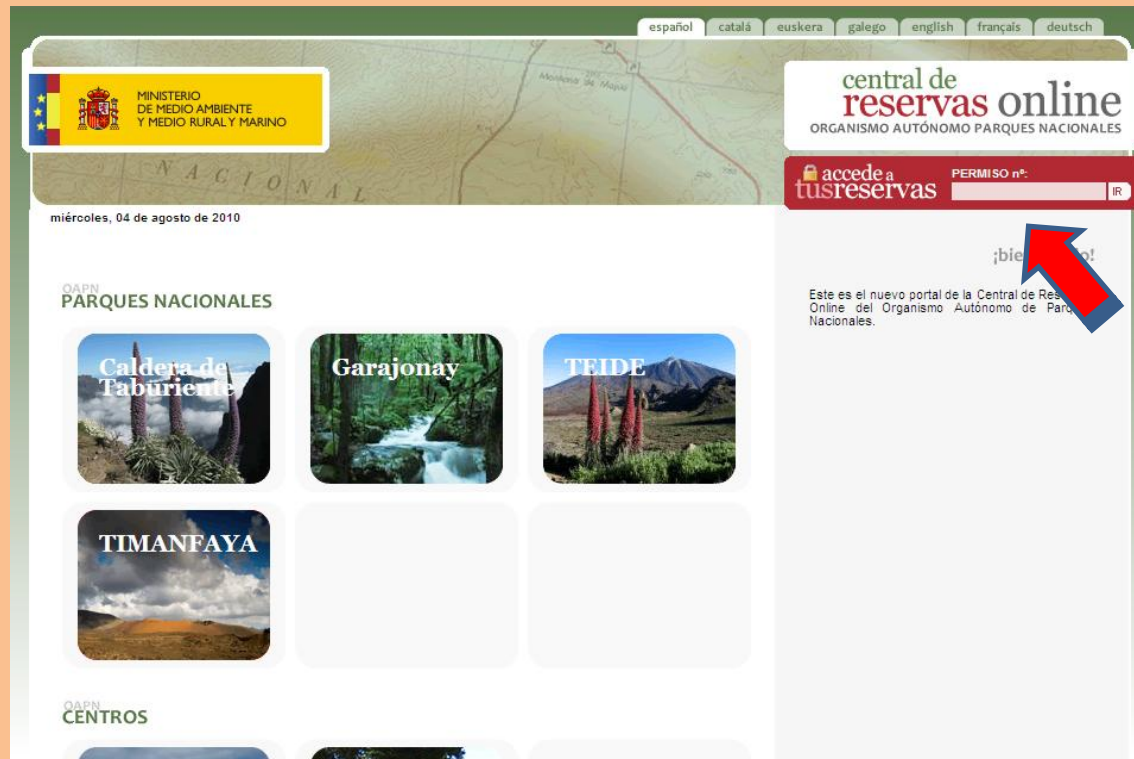 español català euskera galego english français deutsch
MINISTERIO
DE MEDIO AMBIENTE
Y MEDIO RURAL Y MARINO
NACIONAL
central de
reservas online
ORGANISMO AUTÓNOMO PARQUES NACIONALES
accede a
tusreservas
PERMISO nº:
IR
miércoles, 04 de agosto de 2010
OAPN
PARQUES NACIONALES
Este es el nuevo portal de la Central de
Online del Organismo Autónomo de
Nacionales.
Caldera de
Taburiente
Garajonay
TEIDE
TIMANFAYA
OAPN
CENTROS